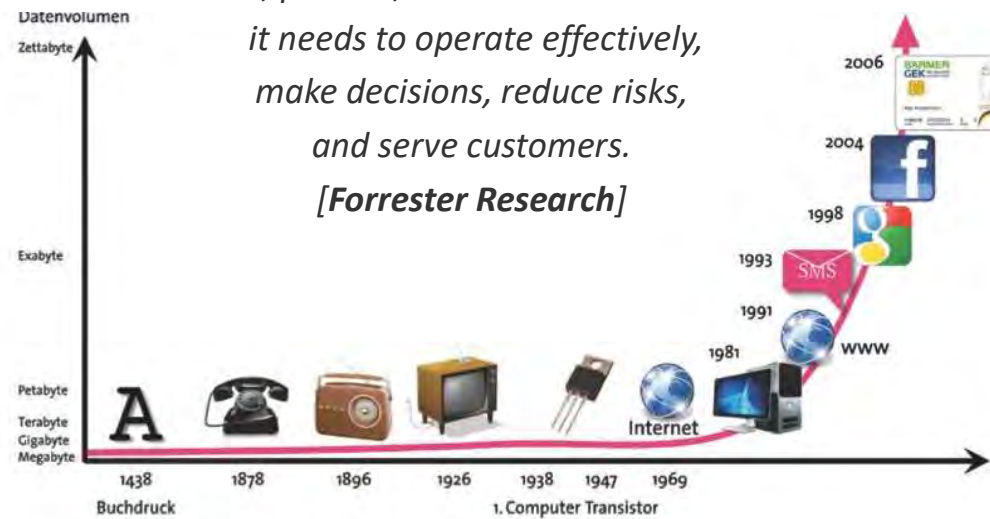 Datenvolumen
it needs to operate effectively,
make decisions, reduce risks,
and serve customers.
[Forrester Research]
Zettabyte
Exabyte
Petabyte
Terabyte
Gigabyte
Megabyte
A
2006
BARMER
GEK
2004
f
1998
g
1993
SMS
1991
www
1981
Internet
1438
1878
1896
1926
1938
1947
1969
Buchdruck
1. Computer Transistor